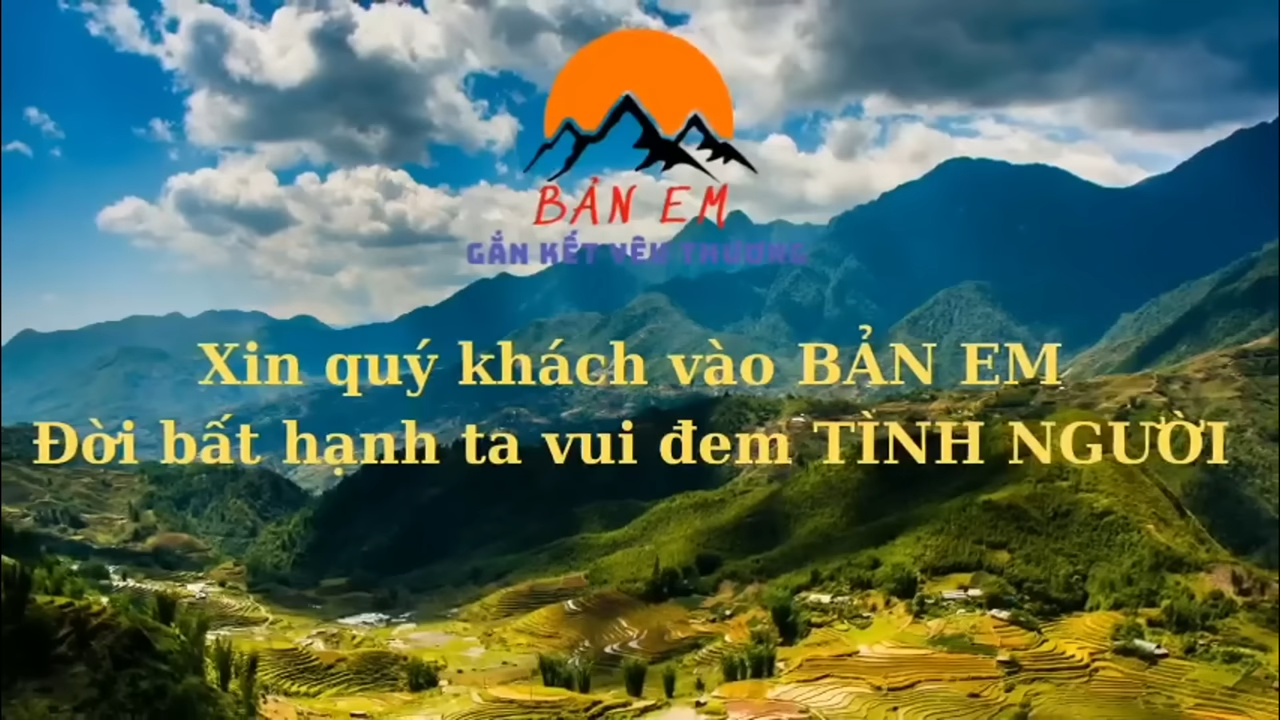 BẢN EM
GẮN KẾT YÊU THƯƠNG
Xin quý khách vào BẢN EM
Đời bất hạnh ta vui đem TÌNH NGƯỜI